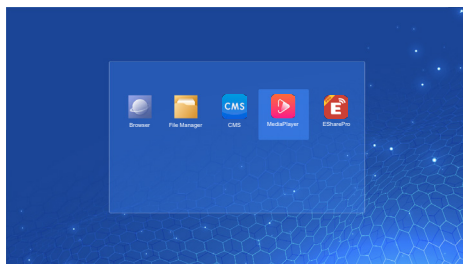 CMS
E
Browser
File Manager
CMS
MediaPlayer
ESharePro